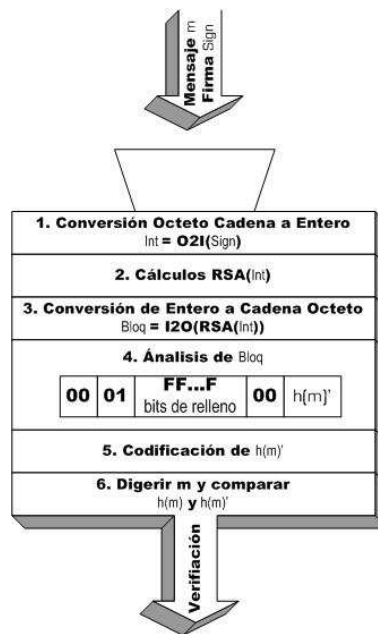 Mensaje m
Firma Sign
1. Conversión Octeto Cadena a Entero
Int = O2I(Sign)
2. Cálculos RSA(Int)
3. Conversión de Entero a Cadena Octeto
Bloq = I2O(RSA(Int))
4. Ánalisis de Bloq
00 01 FF...F 00 h(m)'
bits de relleno
5. Codificación de h(m)'
6. Digerir m y comparar
h(m) y h(m)'
Verifiación